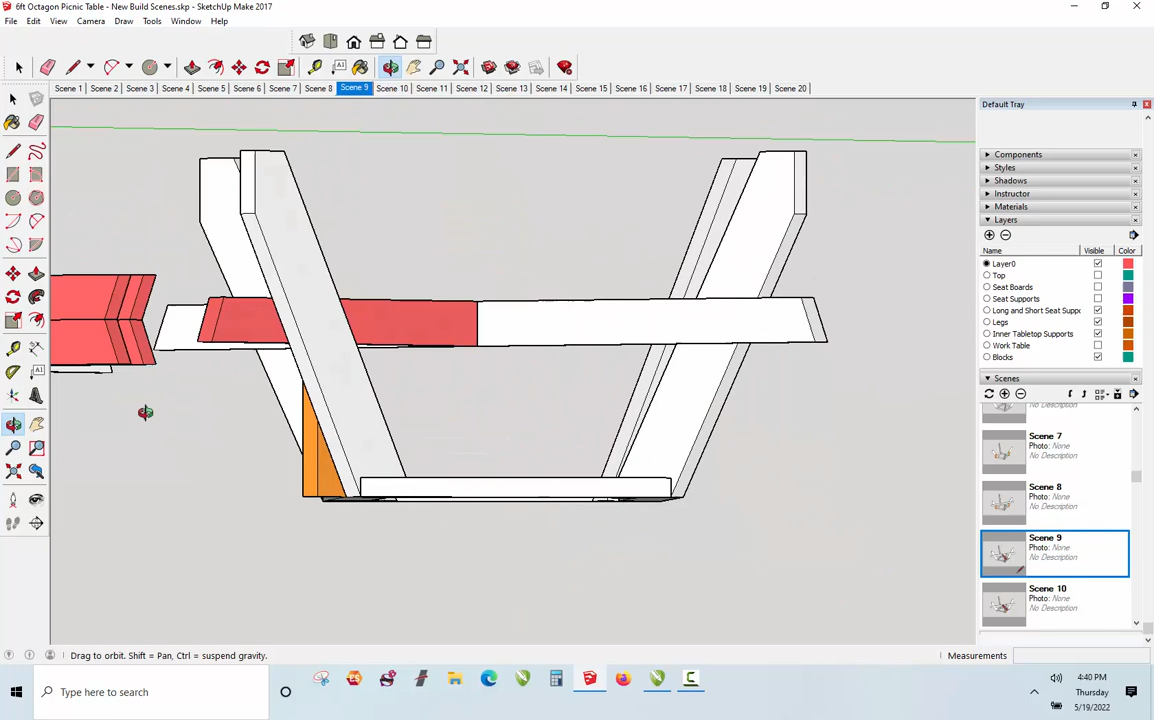 6ft Octagon Picnic Table - New Build Scenes.skp - SketchUp Make 2017
File Edit View Camera Draw Tools Window Help
Scene 1 Scene 2 Scene 3 Scene 4 Scene 5 Scene 6 Scene 7 Scene 8 Scene 9 Scene 10 Scene 11 Scene 12 Scene 13 Scene 14 Scene 15 Scene 16 Scene 17 Scene 18 Scene 19 Scene 20
Default Tray
Components
Styles
Shadows
Instructor
Materials
Layers
Name Visible Color
Layer0
Top
Seat Boards
Seat Supports
Long and Short Seat Suppo
Legs
Inner Tabletop Supports
Work Table
Blocks
Scenes
No Description
Scene 7
Photo: None
No Description
Scene 8
Photo: None
No Description
Scene 9
Photo: None
No Description
Scene 10
Photo: None
No Description
Drag to orbit. Shift = Pan, Ctrl = suspend gravity.
Measurements
Type here to search
4:40 PM
Thursday
5/19/2022